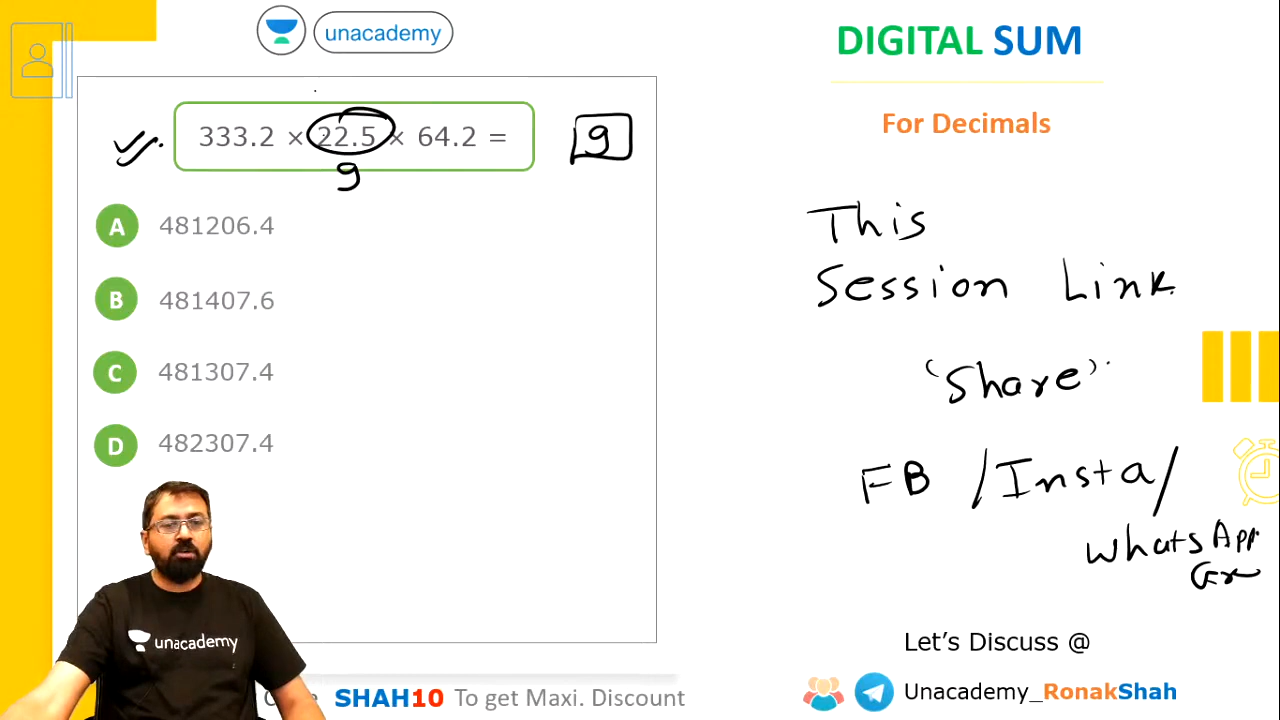 unacademy
DIGITAL SUM
For Decimals
333.2 × 22.5 × 64.2 =
9
9
A 481206.4
B 481407.6
C 481307.4
D 482307.4
This
Session Link
'Share'
FB / Insta /
WhatsApp
unacademy
SHAH10 To get Maxi. Discount
Let's Discuss @
Unacademy_RonakShah